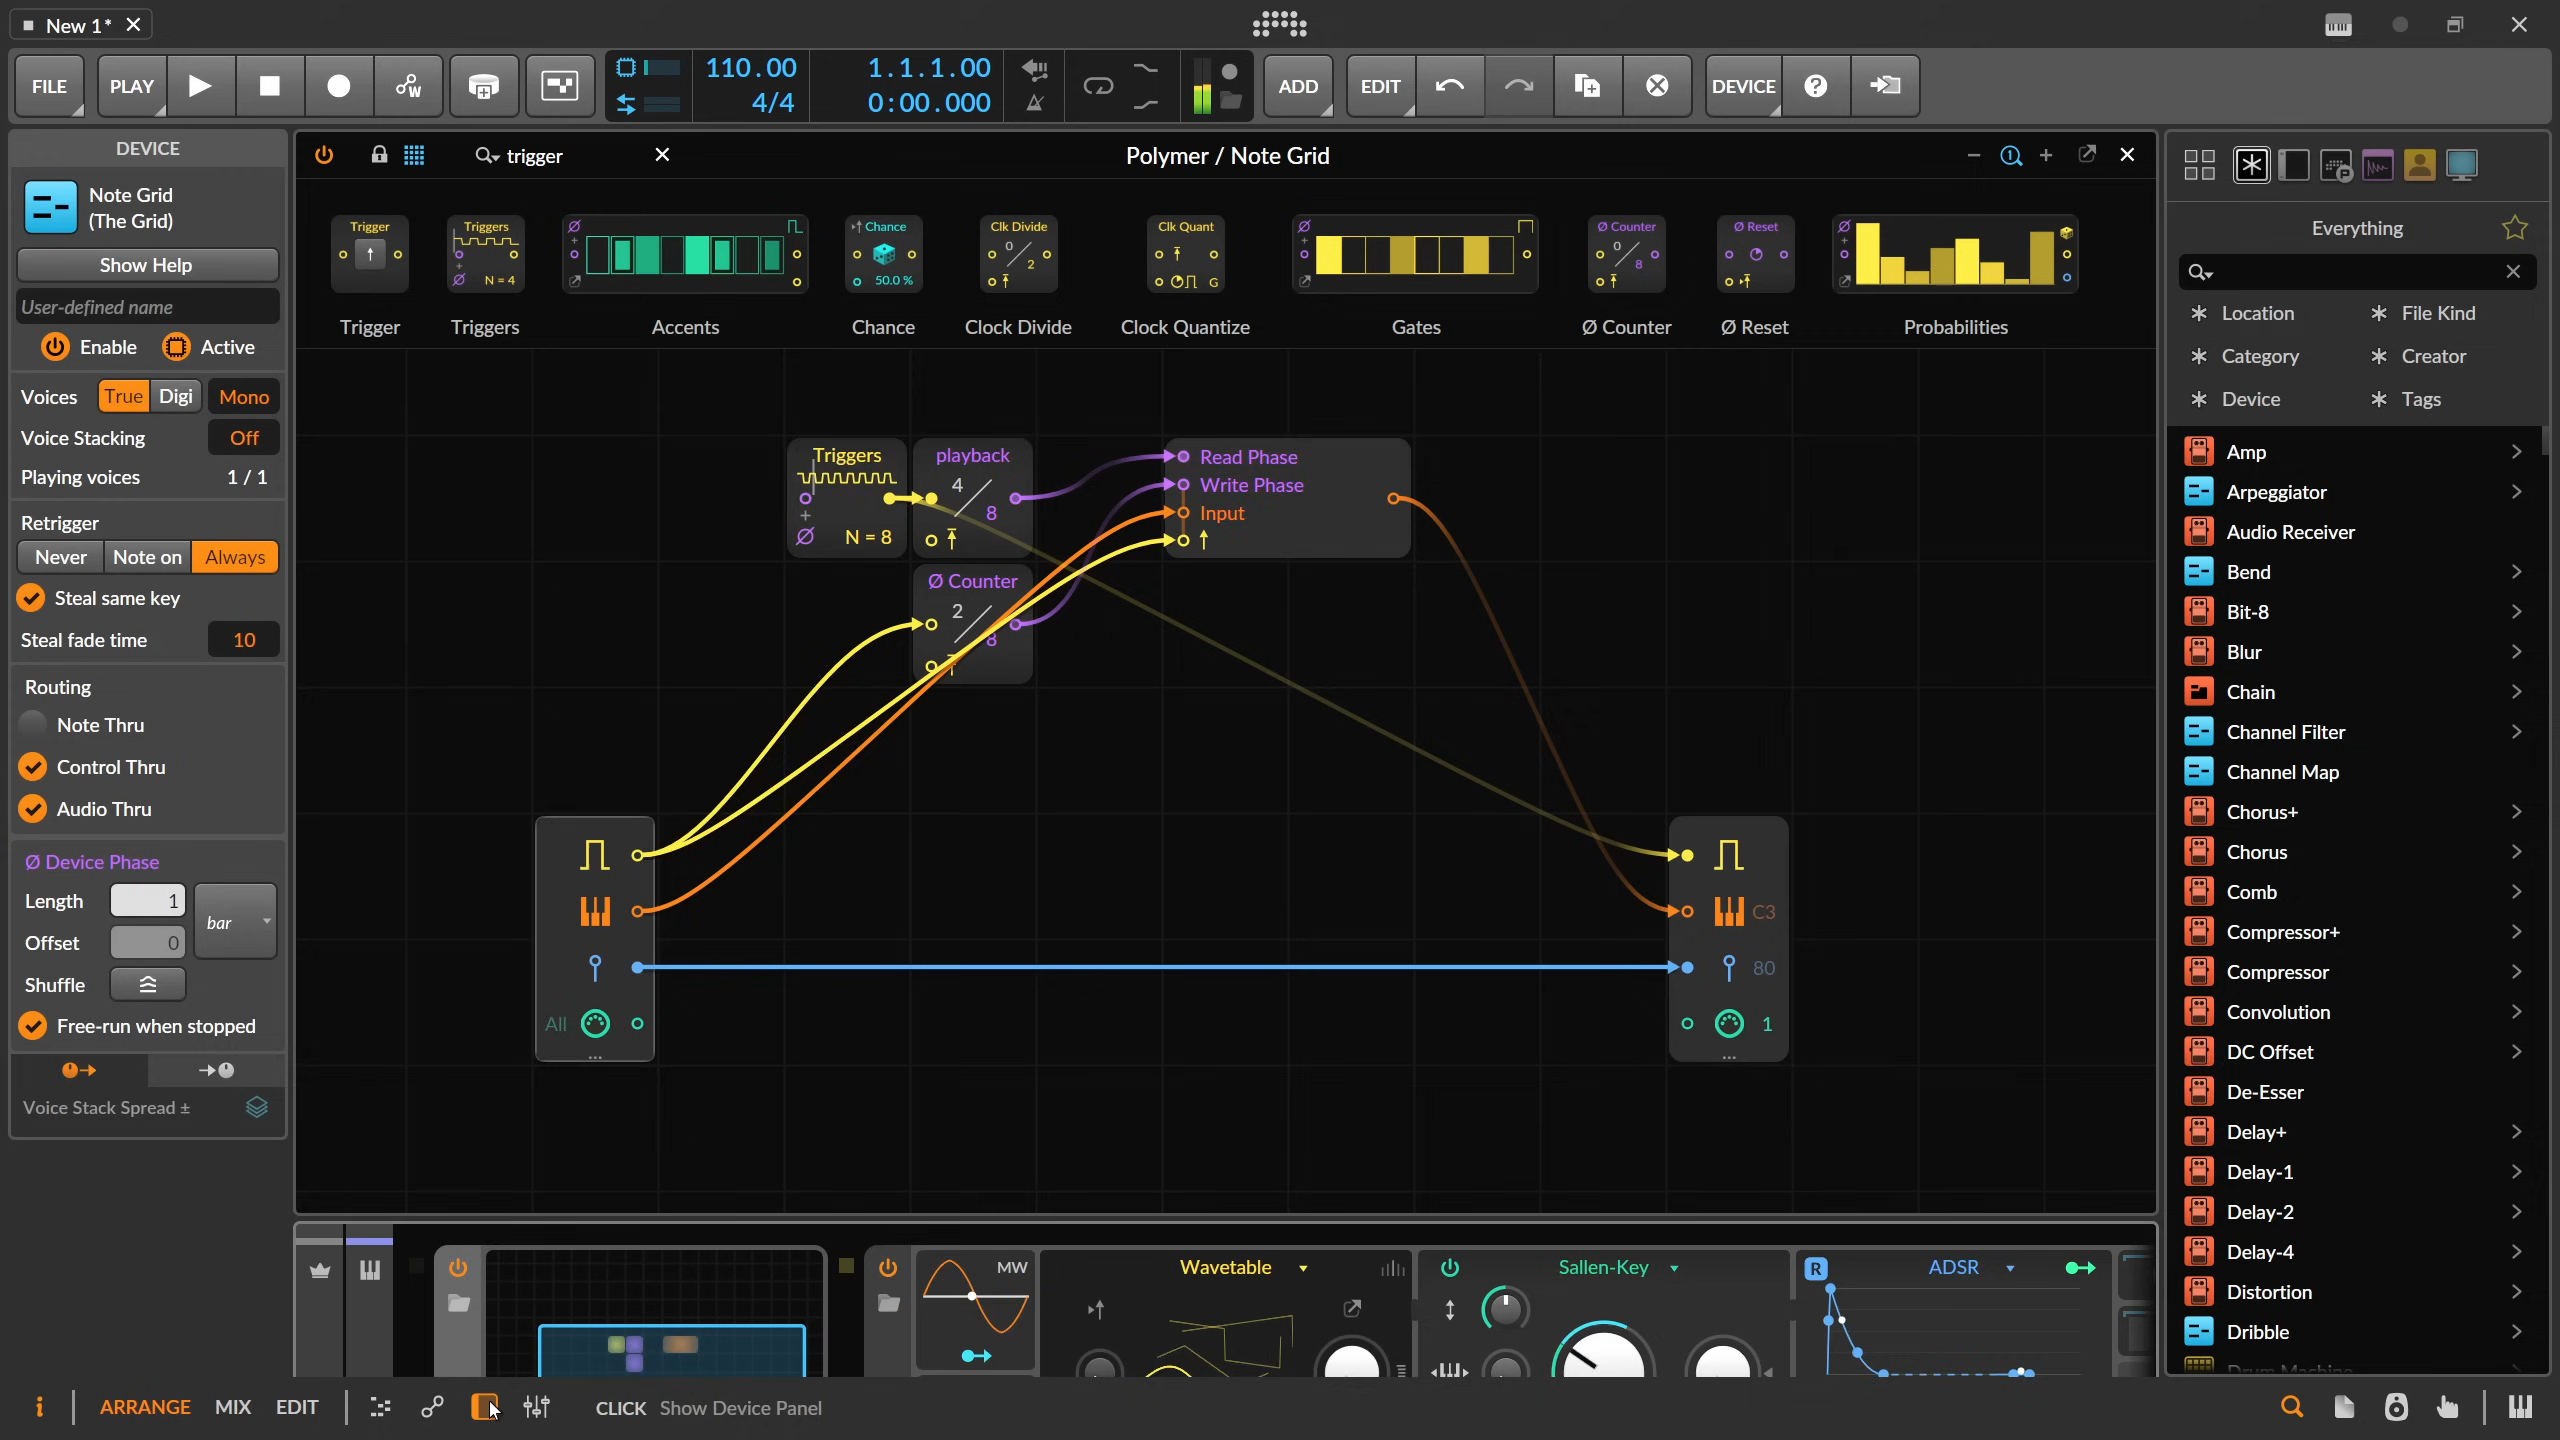 New 1*
FILE
PLAY
110.00
4/4
1.1.1.00
0:00.000
ADD
EDIT
DEVICE
DEVICE
Note Grid
(The Grid)
Show Help
User-defined name
Enable
Active
Voices
True
Digi
Mono
Voice Stacking
Off
Playing voices
1 / 1
Retrigger
Never
Note on
Always
Steal same key
Steal fade time
10
Routing
Note Thru
Control Thru
Audio Thru
Ø Device Phase
Length
1
bar
Offset
0
Shuffle
Free-run when stopped
Voice Stack Spread ±
trigger
Polymer / Note Grid
Trigger
Triggers
N = 4
Chance
50.0 %
Clk Divide
0
2
Clk Quant
G
Ø Counter
0
8
Ø Reset
Trigger
Triggers
Accents
Chance
Clock Divide
Clock Quantize
Gates
Ø Counter
Ø Reset
Probabilities
Triggers
N = 8
playback
4
8
Read Phase
Write Phase
Input
Ø Counter
2
8
All
C3
80
1
MW
Wavetable
Sallen-Key
R
ADSR
Everything
Location
File Kind
Category
Creator
Device
Tags
Amp
Arpeggiator
Audio Receiver
Bend
Bit-8
Blur
Chain
Channel Filter
Channel Map
Chorus+
Chorus
Comb
Compressor+
Compressor
Convolution
DC Offset
De-Esser
Delay+
Delay-1
Delay-2
Delay-4
Distortion
Dribble
Drum Machine
i
ARRANGE
MIX
EDIT
CLICK
Show Device Panel